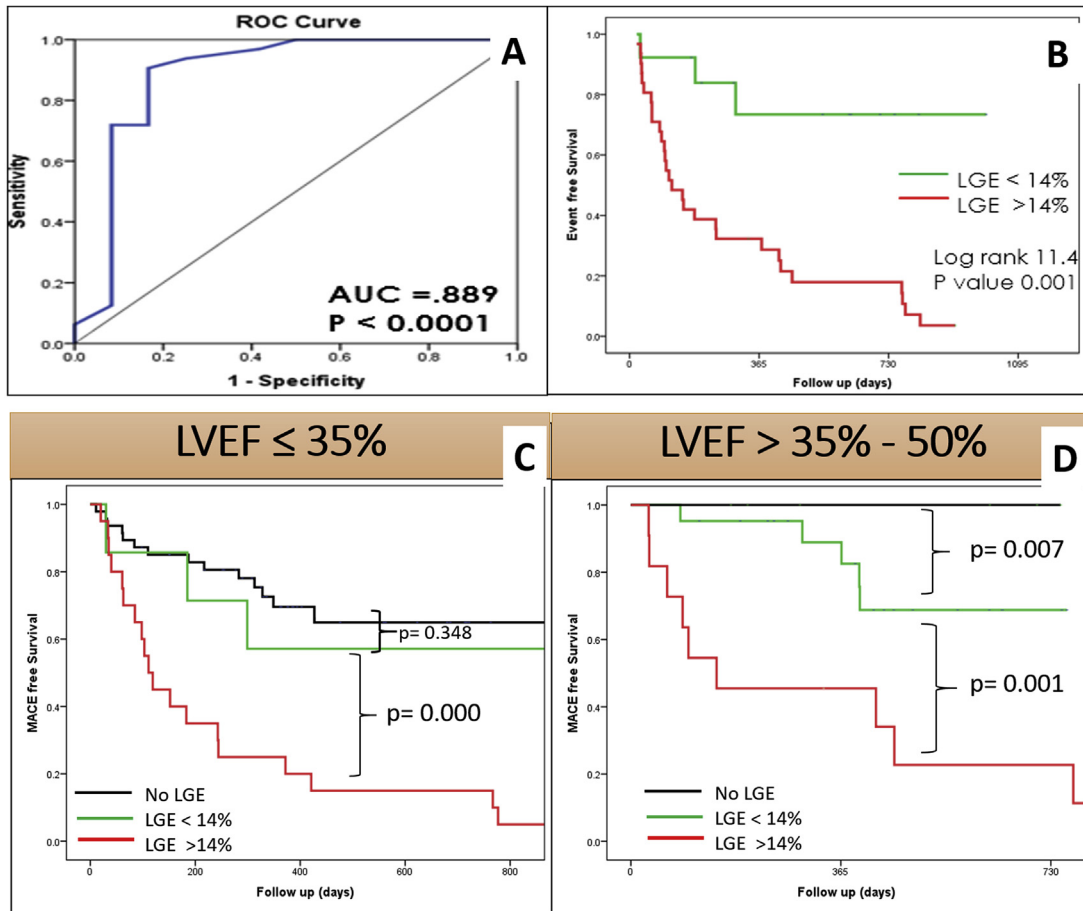 ROC Curve
A
1.0
0.8
0.6
0.4
0.2
0.0
Sensitivity
AUC =.889
P < 0.0001
0.0 0.2 0.4 0.6 0.8 1.0
1 - Specificity
B
1.0
0.8
0.6
0.4
0.2
0.0
Event free Survival
LGE < 14%
LGE >14%
Log rank 11.4
P value 0.001
0 365 730 1095
Follow up (days)
LVEF ≤ 35%
C
1.0
0.8
0.6
0.4
0.2
0.0
MACE free Survival
p= 0.348
p= 0.000
No LGE
LGE < 14%
LGE >14%
0 200 400 600 800
Follow up (days)
LVEF > 35% - 50%
D
1.0
0.8
0.6
0.4
0.2
0.0
MACE free Survival
p= 0.007
p= 0.001
No LGE
LGE < 14%
LGE >14%
0 365 730
Follow up (days)